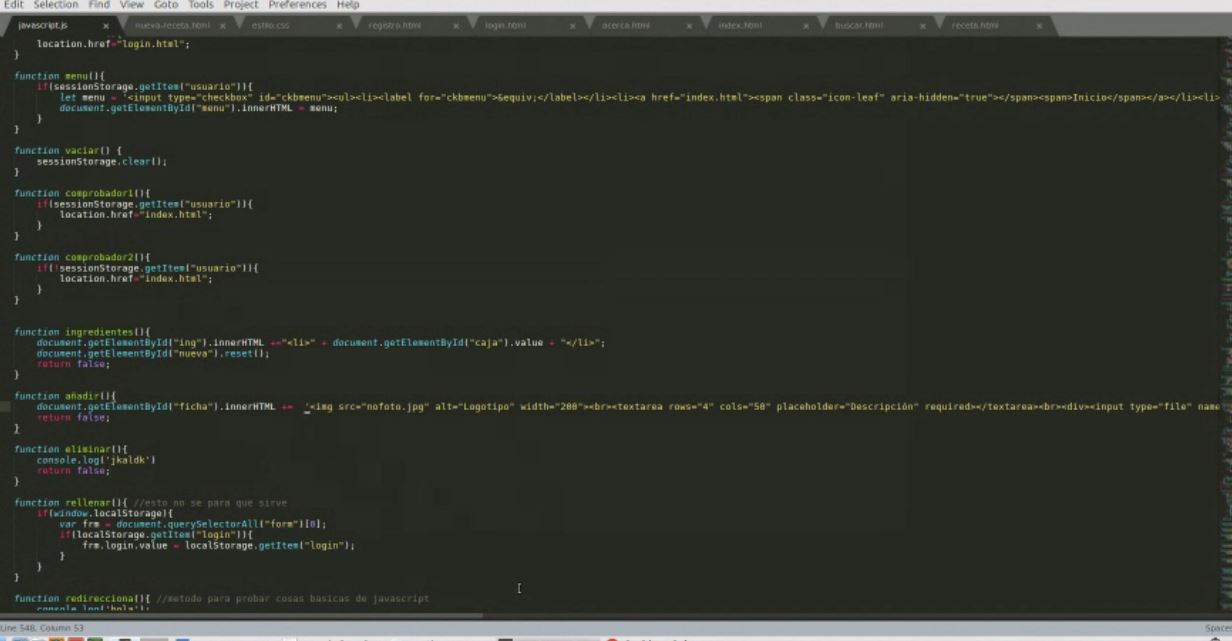 Edit Selection Find View Goto Tools Project Preferences Help
javascript.js × nueva-receta.html × estilo.css × registro.html × login.html × acerca.html × index.html × buscar.html × receta.html ×
location.href="login.html";
}
function menu(){
if(sessionStorage.getItem("usuario")){
let menu = '<input type="checkbox" id="ckbmenu"><ul><li><label for="ckbmenu">&equiv;</label></li><li><a href="index.html"><span class="icon-leaf" aria-hidden="true"></span><span>Inicio</span></a></li><li>
document.getElementById("menu").innerHTML = menu;
}
}
function vaciar() {
sessionStorage.clear();
}
function comprobador1(){
if(sessionStorage.getItem("usuario")){
location.href="index.html";
}
}
function comprobador2(){
if(!sessionStorage.getItem("usuario")){
location.href="index.html";
}
}
function ingredientes(){
document.getElementById("ing").innerHTML +="<li>" + document.getElementById("caja").value + "</li>";
document.getElementById("nueva").reset();
return false;
}
function añadir(){
document.getElementById("ficha").innerHTML += '<img src="nofoto.jpg" alt="Logotipo" width="200"><br><textarea rows="4" cols="50" placeholder="Descripción" required></textarea><br><div><input type="file" name
return false;
}
function eliminar(){
console.log('jkaldk')
return false;
}
function rellenar(){ //esto no se para que sirve
if(window.localStorage){
var frm = document.querySelectorAll("form")[0];
if(localStorage.getItem("login")){
frm.login.value = localStorage.getItem("login");
}
}
}
function redirecciona(){ //metodo para probar cosas basicas de javascript
console.log('hola');
Line 548, Column 53
Spaces